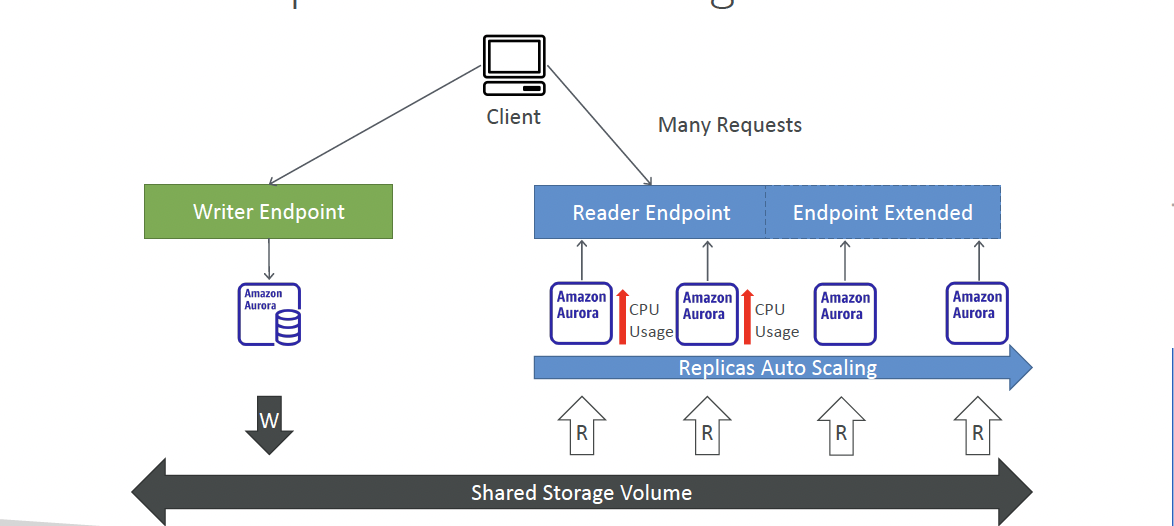 Client
Many Requests
Writer Endpoint
Reader Endpoint
Endpoint Extended
Amazon
Aurora
Amazon
Aurora
CPU
Usage
Amazon
Aurora
CPU
Usage
Amazon
Aurora
Amazon
Aurora
Replicas Auto Scaling
W
R
R
R
R
Shared Storage Volume